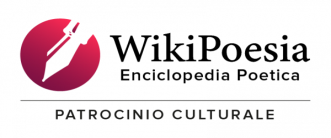 WikiPoesia
Enciclopedia Poetica
PATROCINIO CULTURALE